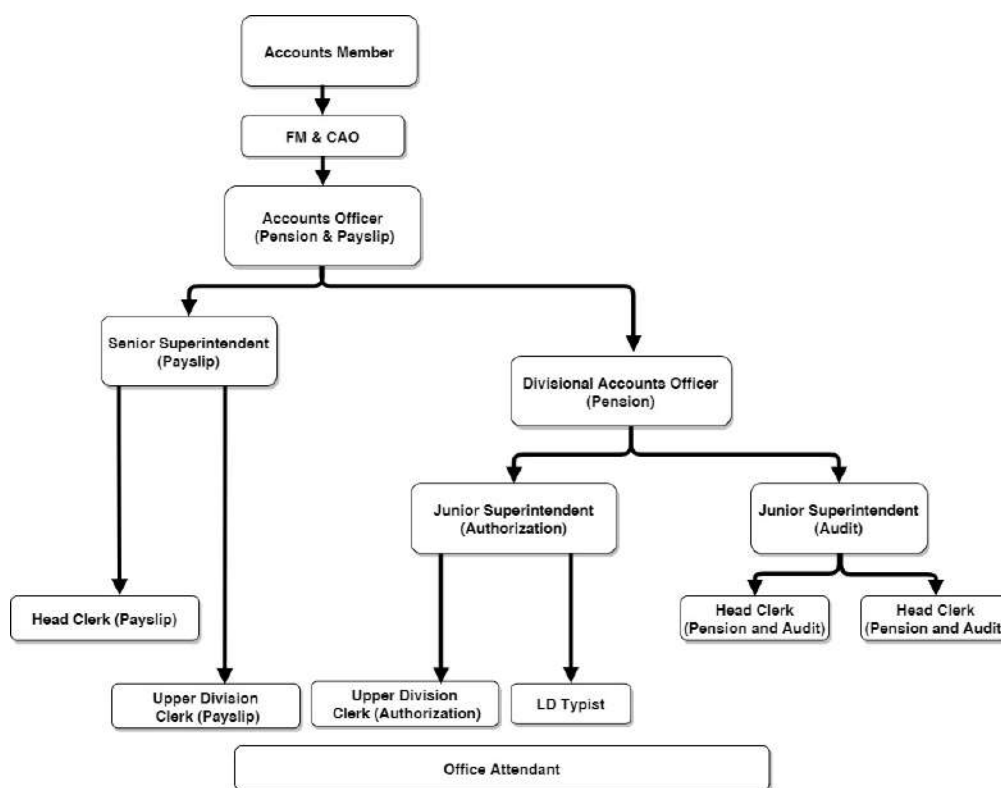 Accounts Member
FM & CAO
Accounts Officer
(Pension & Payslip)
Senior Superintendent
(Payslip)
Divisional Accounts Officer
(Pension)
Junior Superintendent
(Authorization)
Junior Superintendent
(Audit)
Head Clerk (Payslip)
Head Clerk
(Pension and Audit)
Head Clerk
(Pension and Audit
Upper Division
Clerk (Payslip)
Upper Division
Clerk (Authorization)
LD Typist
Office Attendant